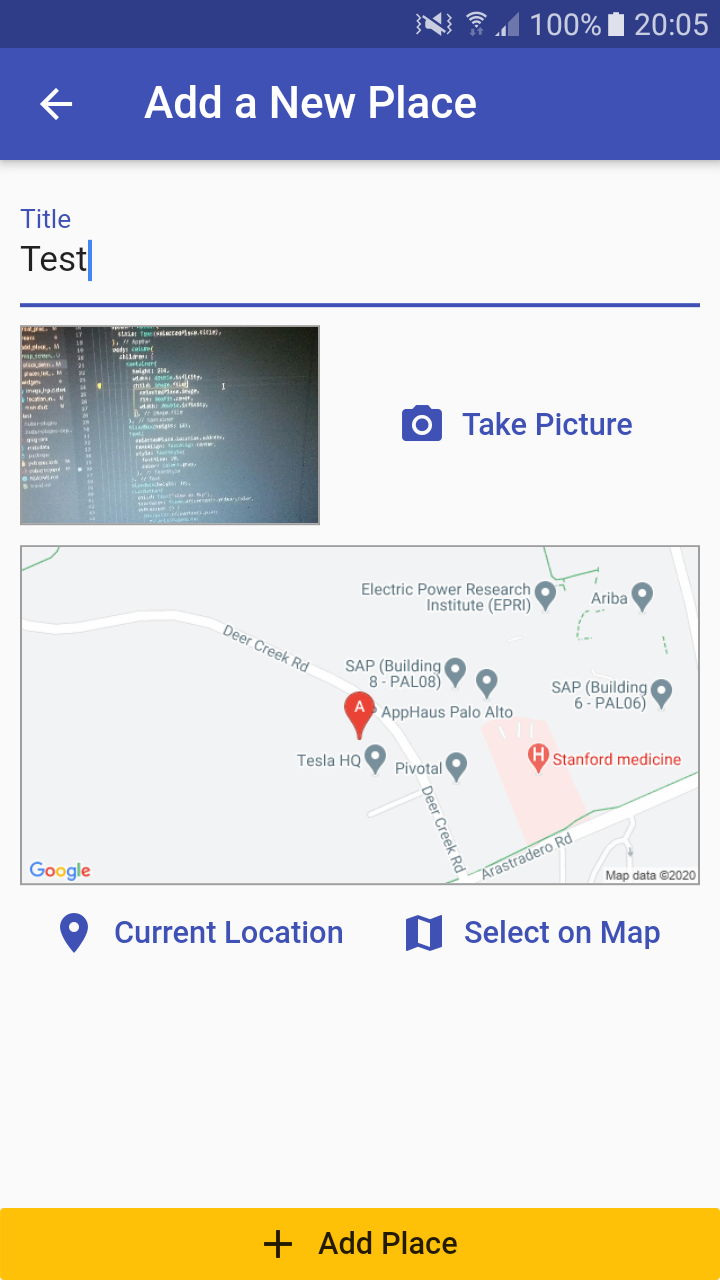 100% 20:05
Add a New Place
Title
Test
Take Picture
Electric Power Research
Institute (EPRI)
Ariba
Deer Creek Rd
SAP (Building
8 - PAL08)
SAP (Building
6 - PAL06)
A
AppHaus Palo Alto
Tesla HQ
Pivotal
H
Stanford medicine
Deer Creek Rd
Arastradero Rd
Google
Map data ©2020
Current Location
Select on Map
Add Place